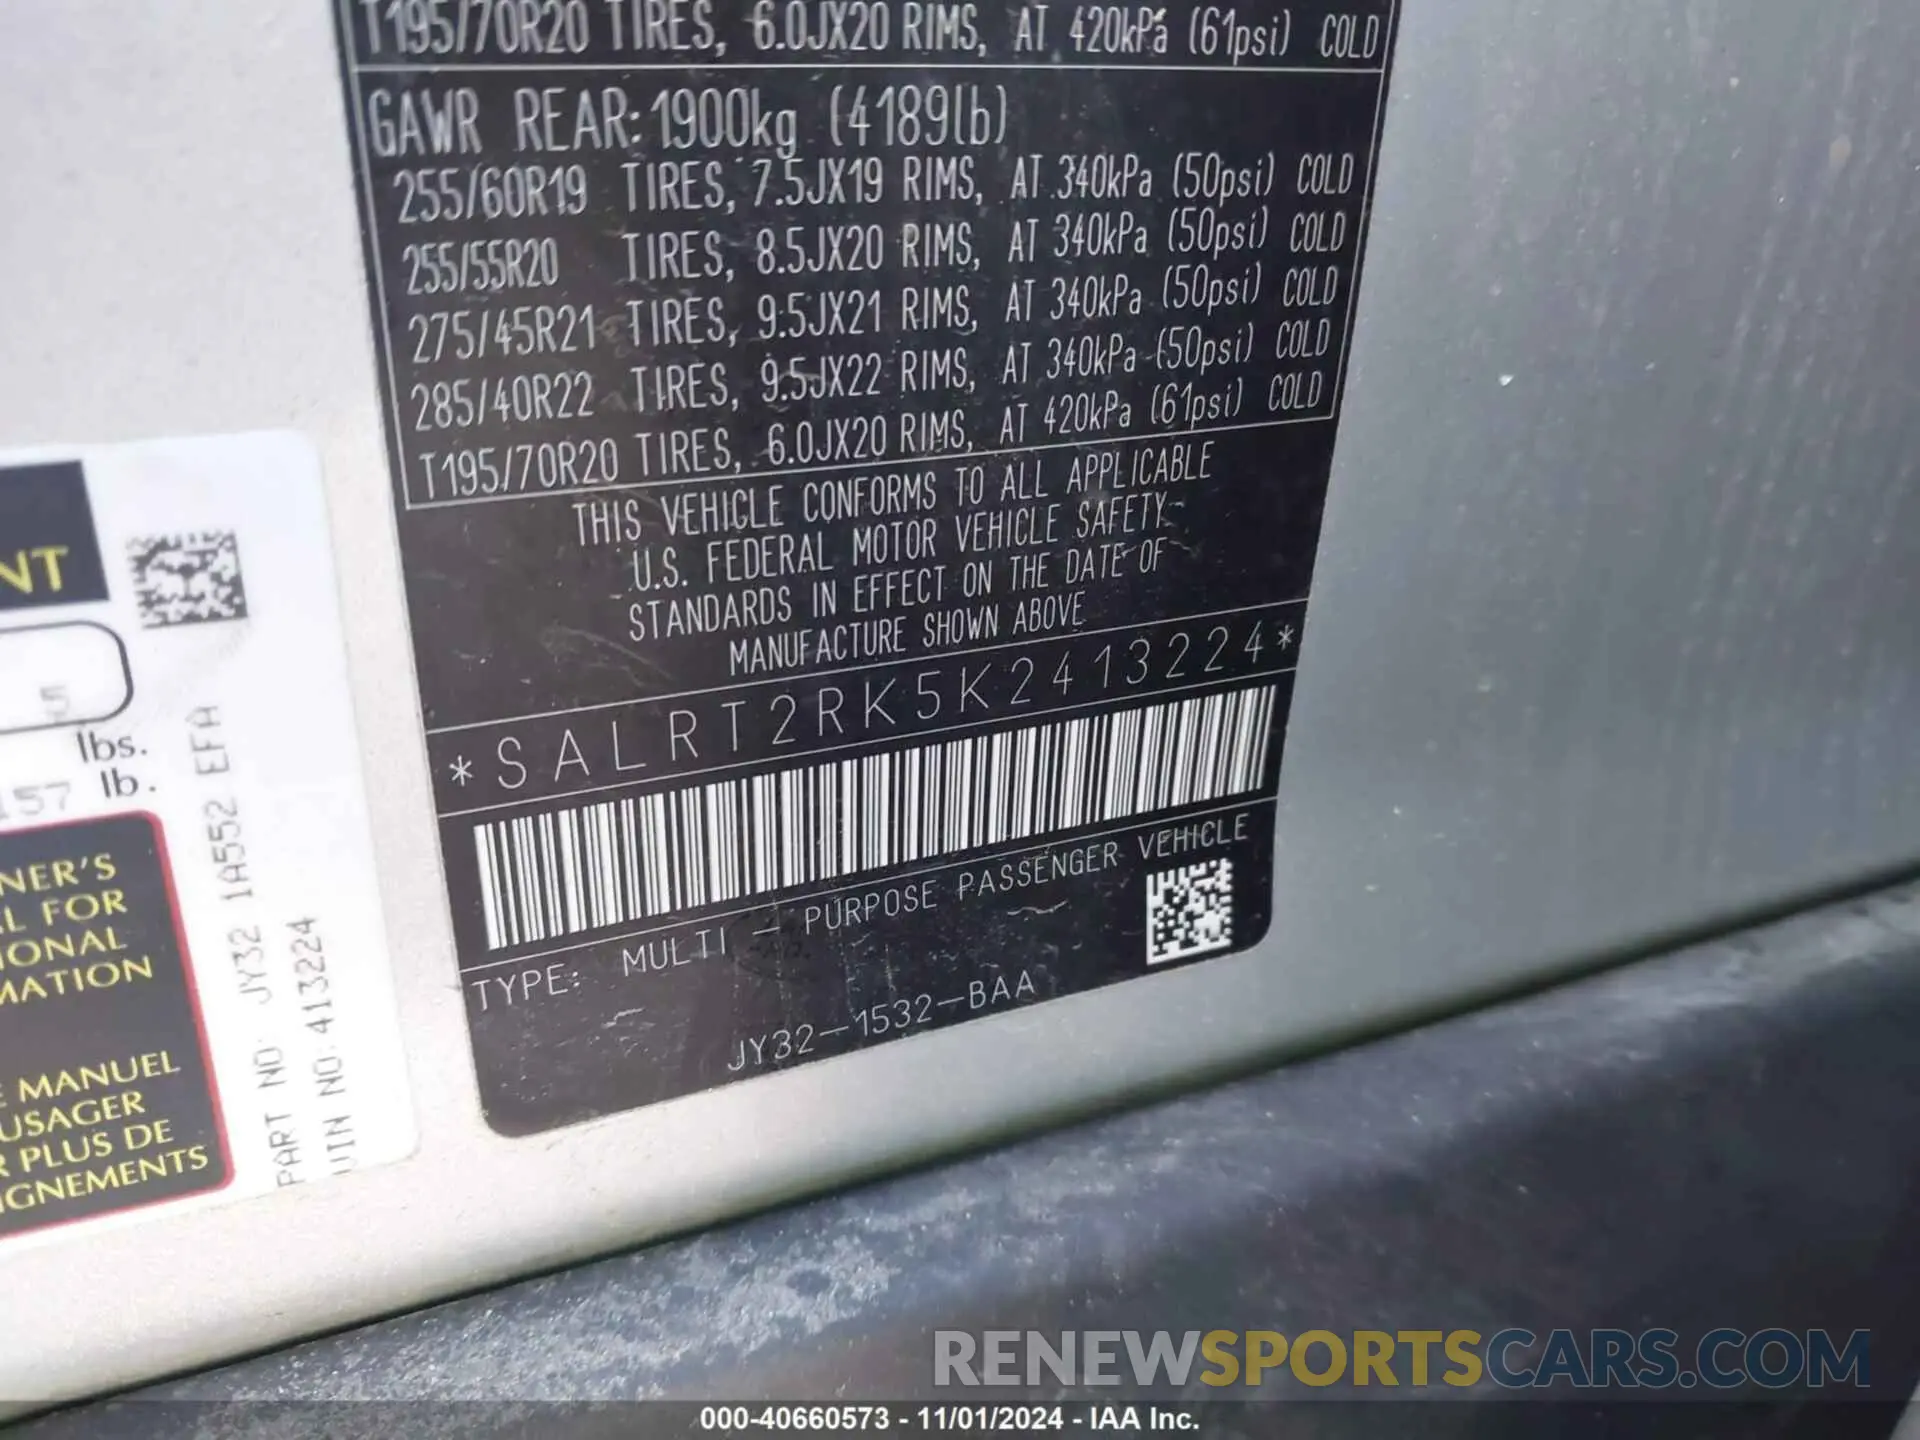 T195/70R20 TIRES, 6.0JX20 RIMS, AT 420kPa (61psi) COLD
GAWR REAR: 1900kg (4189lb)
255/60R19 TIRES, 7.5JX19 RIMS, AT 340kPa (50psi) COLD
255/55R20 TIRES, 8.5JX20 RIMS, AT 340kPa (50psi) COLD
275/45R21 TIRES, 9.5JX21 RIMS, AT 340kPa (50psi) COLD
285/40R22 TIRES, 9.5JX22 RIMS, AT 340kPa (50psi) COLD
T195/70R20 TIRES, 6.0JX20 RIMS, AT 420kPa (61psi) COLD
THIS VEHICLE CONFORMS TO ALL APPLICABLE
U.S. FEDERAL MOTOR VEHICLE SAFETY
STANDARDS IN EFFECT ON THE DATE OF
MANUFACTURE SHOWN ABOVE
*SALRT2RK5K2413224*
TYPE: MULTI - PURPOSE PASSENGER VEHICLE
JY32-1532-BAA
NT
5
lbs.
157 lb.
NER'S
L FOR
IONAL
MATION
E MANUEL
USAGER
R PLUS DE
IGNEMENTS
PART NO: JY32 1A552 EFA
VIN NO: 413224
RENEWSPORTSCARS.COM
000-40660573 - 11/01/2024 - IAA Inc.